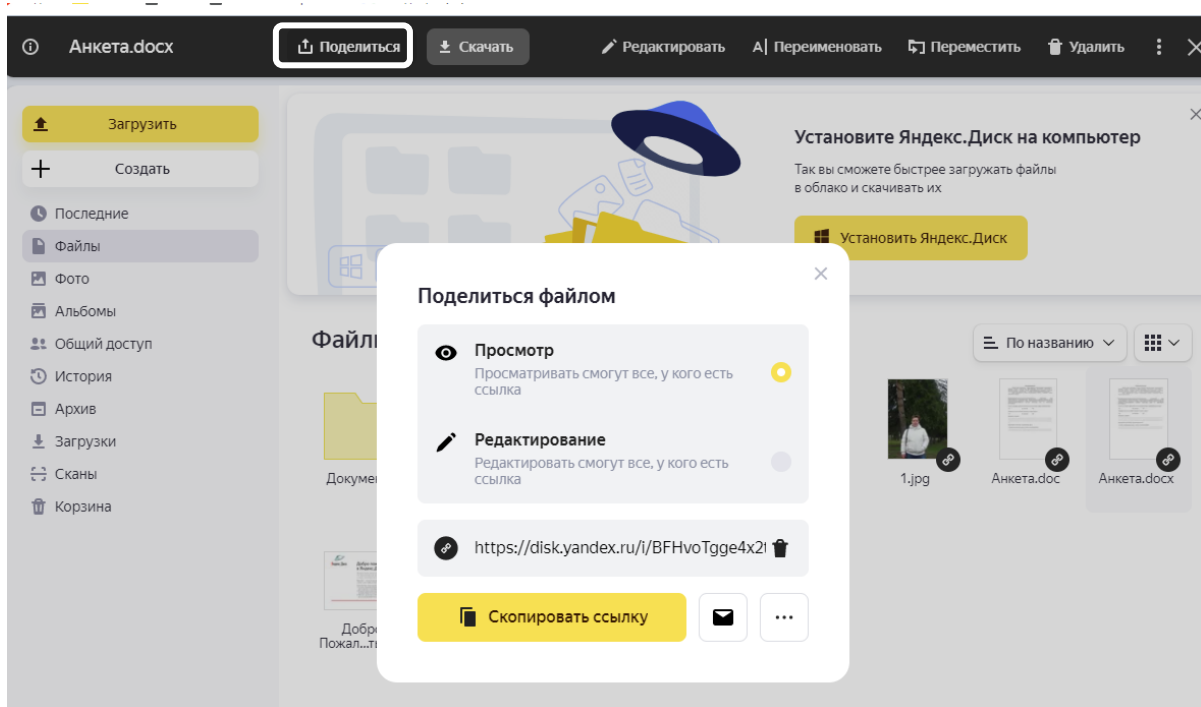 Анкета.docx
Поделиться
Скачать
Редактировать
Переименовать
Переместить
Удалить
Загрузить
Создать
Последние
Файлы
Фото
Альбомы
Общий доступ
История
Архив
Загрузки
Сканы
Корзина
Установите Яндекс.Диск на компьютер
Так вы сможете быстрее загружать файлы
в облако и скачивать их
Установить Яндекс.Диск
По названию
1.jpg
Анкета.doc
Анкета.docx
Пожал...
Поделиться файлом
Просмотр
Просматривать смогут все, у кого есть
ссылка
Редактирование
Редактировать смогут все, у кого есть
ссылка
https://disk.yandex.ru/i/BFHvoTgge4x2
Скопировать ссылку